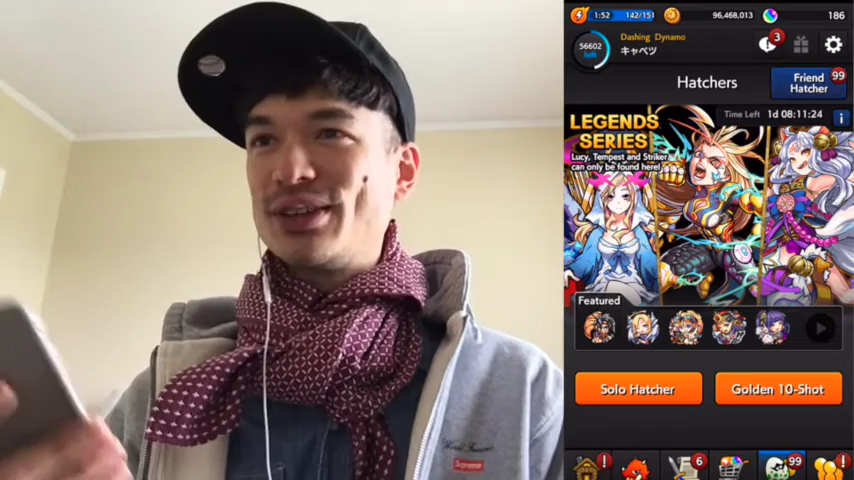 1:52
142/151
96,468,013
186
56602
left
Dashing Dynamo
キャベツ
3
Hatchers
Friend
Hatcher
99
LEGENDS
SERIES
Time Left 1d 08:11:24
i
Lucy, Tempest and Striker
can only be found here!
Featured
Solo Hatcher
Golden 10-Shot
World Famous
Supreme
!
6
99
!